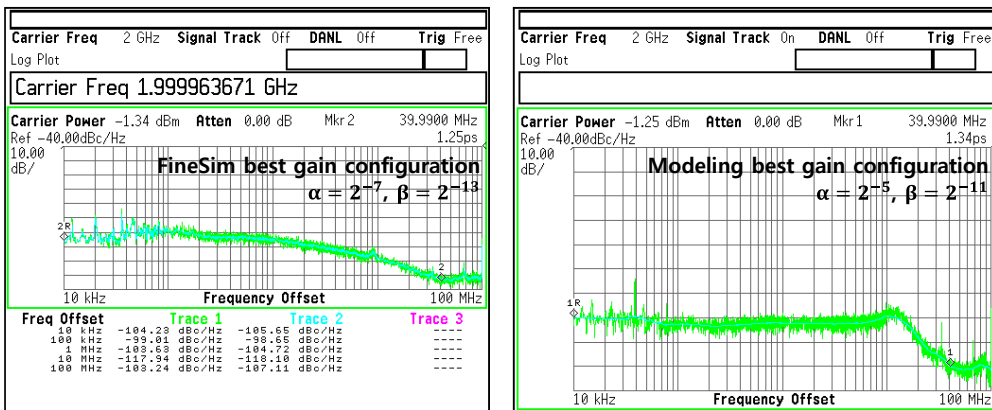 Carrier Freq 2 GHz Signal Track Off DANL Off Trig Free
Log Plot
Carrier Freq 1.999963671 GHz
Carrier Power -1.34 dBm Atten 0.00 dB Mkr2 39.9900 MHz
Ref -40.00dBc/Hz 1.25ps
10.00
dB/
FineSim best gain configuration
α = 2⁻⁷, β = 2⁻¹³
2R
2
10 kHz Frequency Offset 100 MHz
Freq Offset Trace 1 Trace 2 Trace 3
10 kHz -104.23 dBc/Hz -105.65 dBc/Hz ----
100 kHz -99.01 dBc/Hz -98.65 dBc/Hz ----
1 MHz -103.63 dBc/Hz -104.72 dBc/Hz ----
10 MHz -117.94 dBc/Hz -118.10 dBc/Hz ----
100 MHz -103.24 dBc/Hz -107.11 dBc/Hz ----
Carrier Freq 2 GHz Signal Track On DANL Off Trig Free
Log Plot
Carrier Power -1.25 dBm Atten 0.00 dB Mkr1 39.9900 MHz
Ref -40.00dBc/Hz 1.34ps
10.00
dB/
Modeling best gain configuration
α = 2⁻⁵, β = 2⁻¹¹
1R
1
10 kHz Frequency Offset 100 MHz